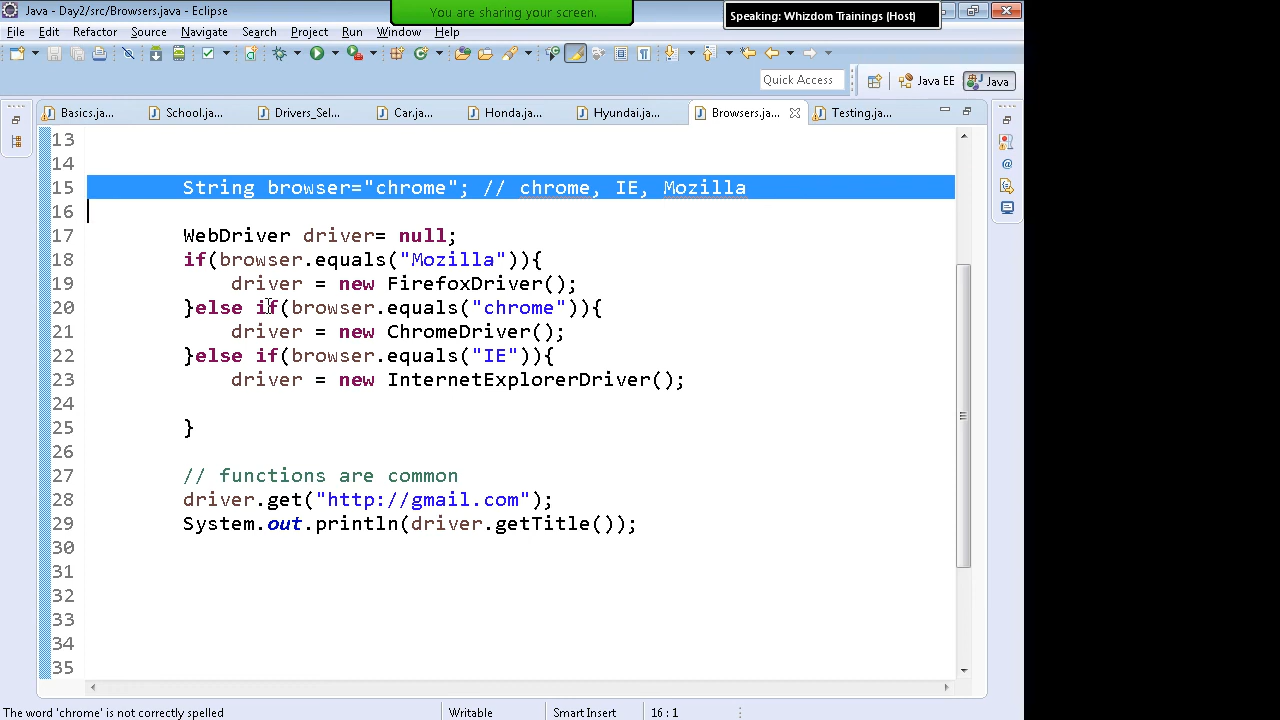 Java - Day2/src/Browsers.java - Eclipse
You are sharing your screen.
Speaking: Whizdom Trainings (Host)
File Edit Refactor Source Navigate Search Project Run Window Help
Quick Access
Java EE
Java
Basics.ja...
School.ja...
Drivers_Sel...
Car.ja...
Honda.ja...
Hyundai.ja...
Browsers.ja...
Testing.ja...
13
14
15 String browser="chrome"; // chrome, IE, Mozilla
16
17 WebDriver driver= null;
18 if(browser.equals("Mozilla")){
19 driver = new FirefoxDriver();
20 }else if(browser.equals("chrome")){
21 driver = new ChromeDriver();
22 }else if(browser.equals("IE")){
23 driver = new InternetExplorerDriver();
24
25 }
26
27 // functions are common
28 driver.get("http://gmail.com");
29 System.out.println(driver.getTitle());
30
31
32
33
34
35
The word 'chrome' is not correctly spelled
Writable
Smart Insert
16 : 1